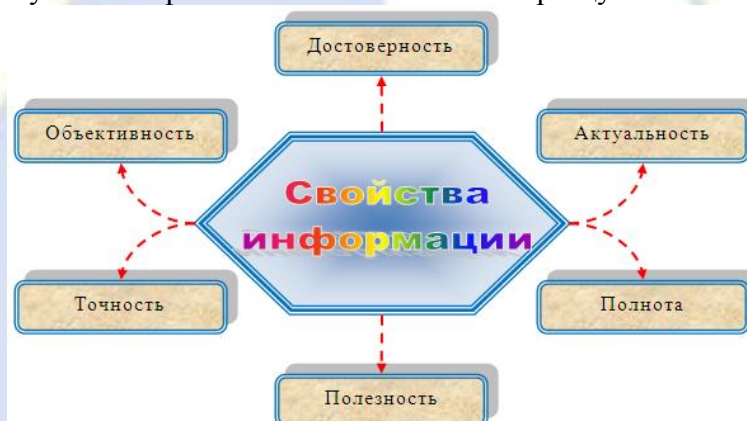 Достоверность
Объективность
Актуальность
Свойства
информации
Точность
Полнота
Полезность